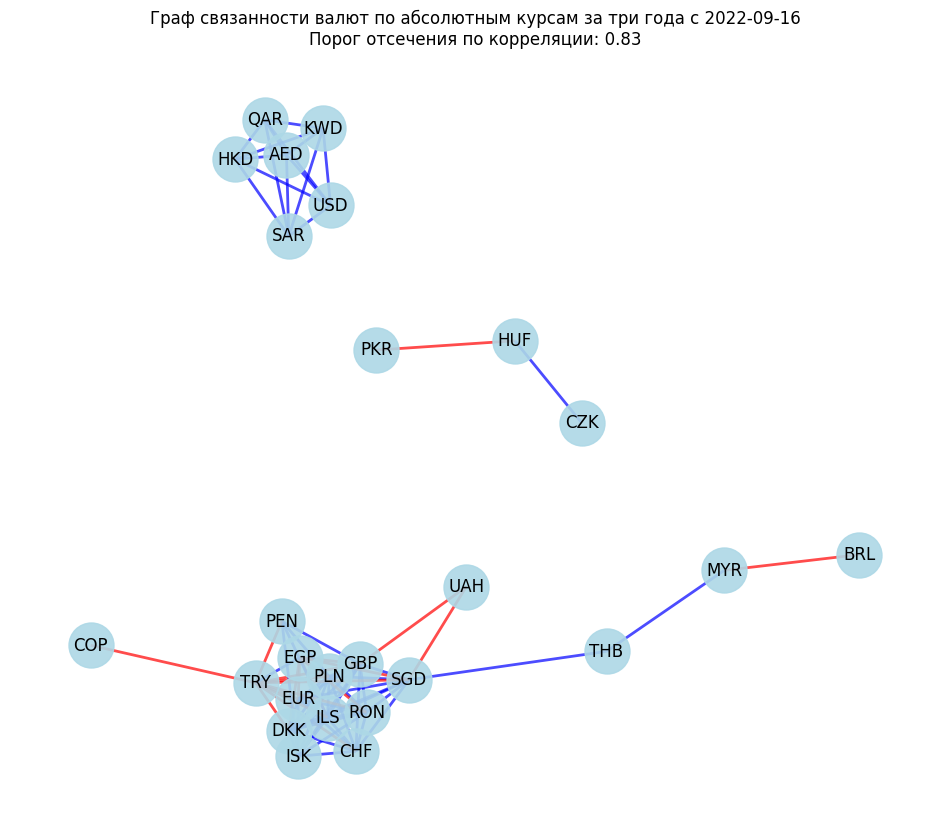 Граф связанности валют по абсолютным курсам за три года с 2022-09-16
Порог отсечения по корреляции: 0.83
QAR
KWD
HKD
AED
USD
SAR
PKR
HUF
CZK
BRL
MYR
UAH
PEN
COP
THB
EGP
GBP
PLN
TRY
SGD
EUR
ILS
RON
DKK
ISK
CHF